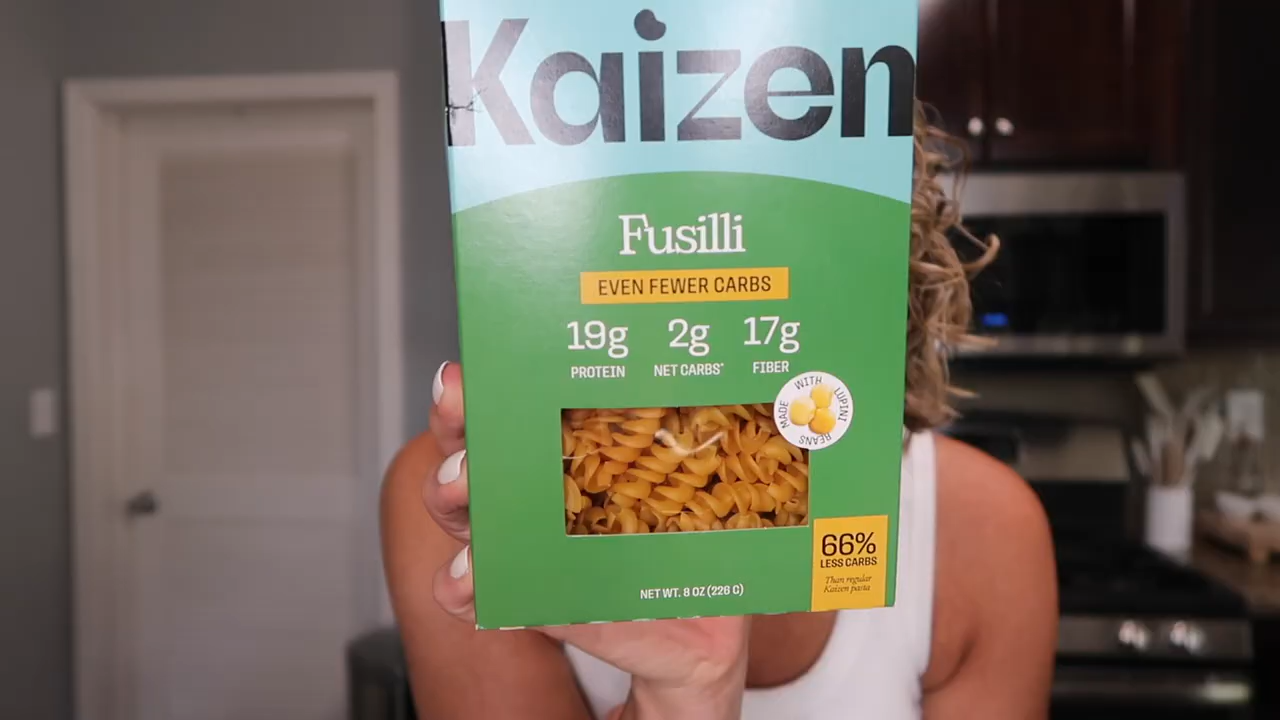 Kaizen
Fusilli
EVEN FEWER CARBS
19g 2g 17g
PROTEIN NET CARBS* FIBER
MADE WITH LUPINI BEANS
66%
LESS CARBS
Than regular
Kaizen pasta
NET WT. 8 OZ (226 G)